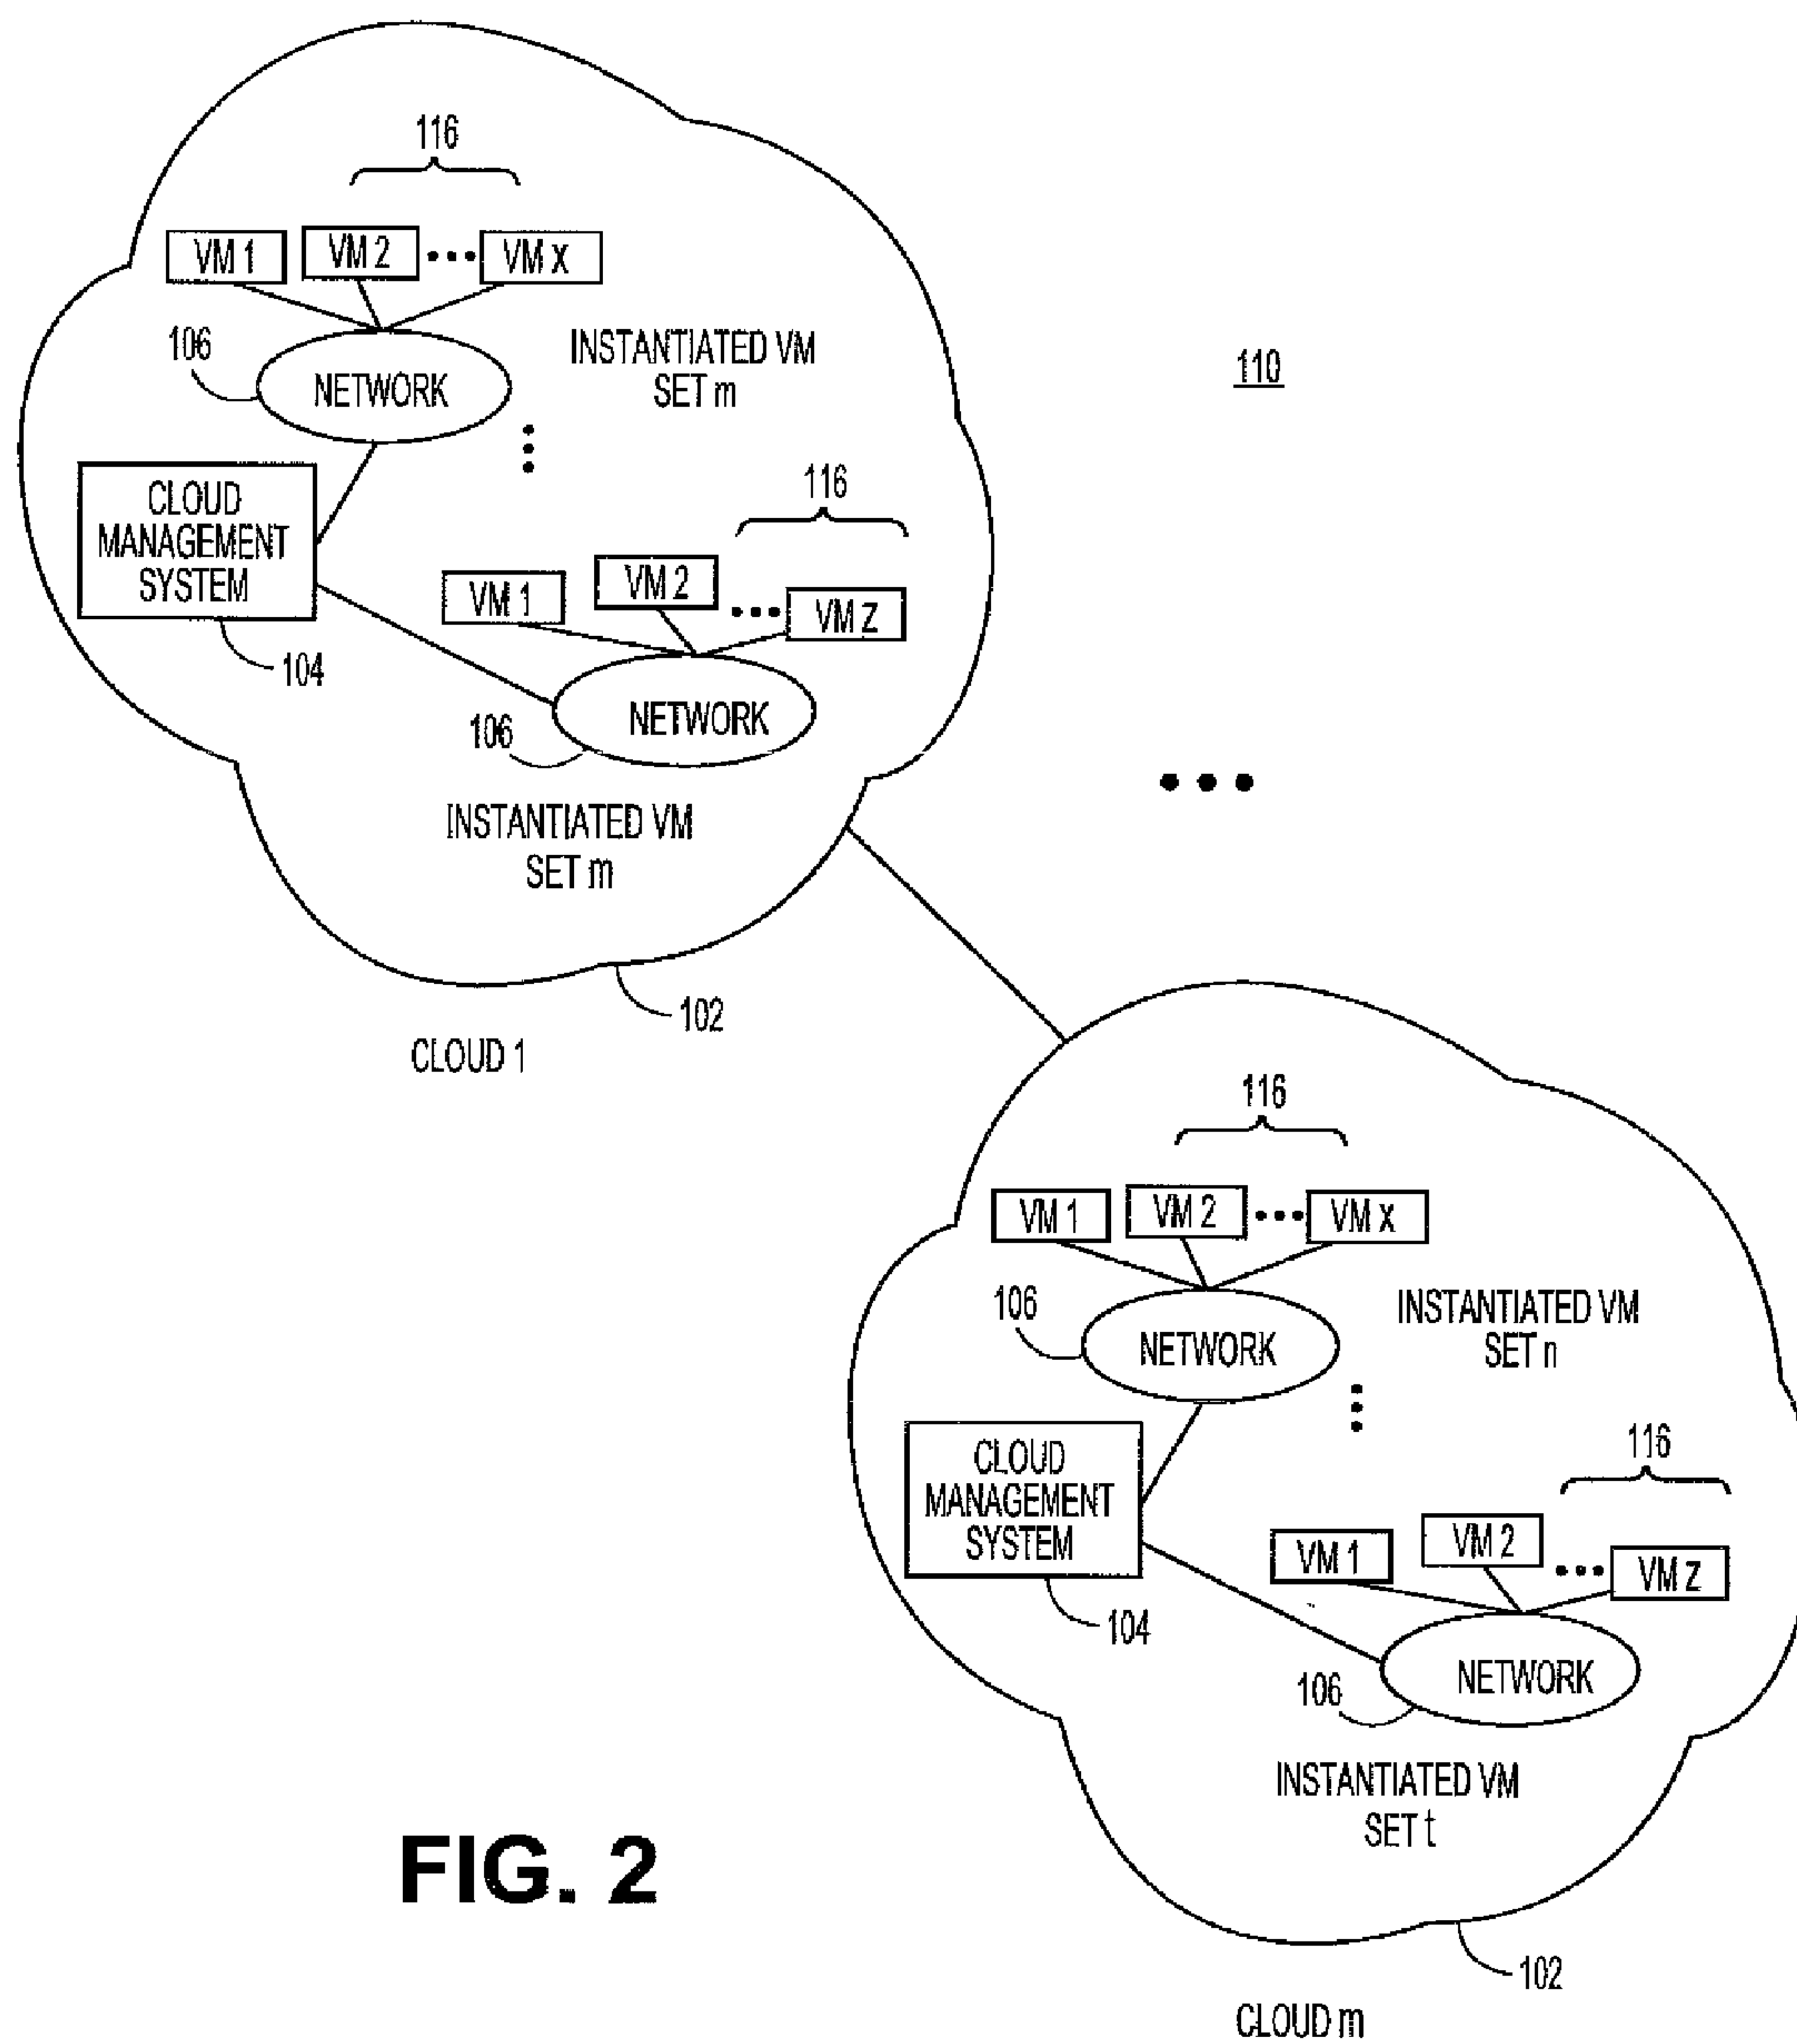 116
VM 1
VM 2
VM X
106
NETWORK
INSTANTIATED VM
SET m
110
CLOUD
MANAGEMENT
SYSTEM
104
116
VM 1
VM 2
VM Z
106
NETWORK
INSTANTIATED VM
SET m
102
CLOUD 1
116
VM 1
VM 2
VM X
106
NETWORK
INSTANTIATED VM
SET n
CLOUD
MANAGEMENT
SYSTEM
104
116
VM 1
VM 2
VM Z
106
NETWORK
INSTANTIATED VM
SET t
FIG. 2
102
CLOUD m